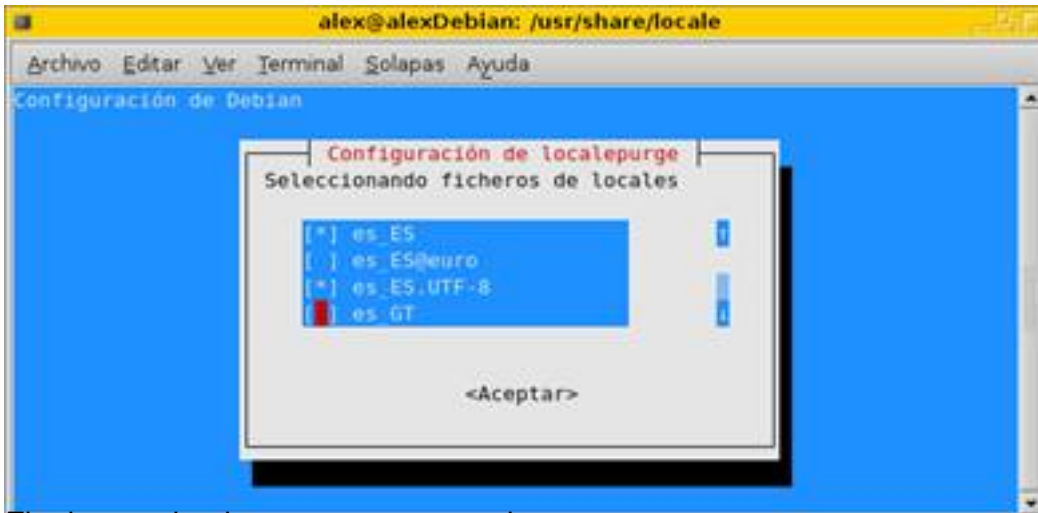 alex@alexDebian: /usr/share/locale
Archivo Editar Ver Terminal Solapas Ayuda
Configuración de Debian
Configuración de localepurge
Seleccionando ficheros de locales
[*] es_ES
[ ] es_ES@euro
[*] es_ES.UTF-8
[ ] es_GT
<Aceptar>